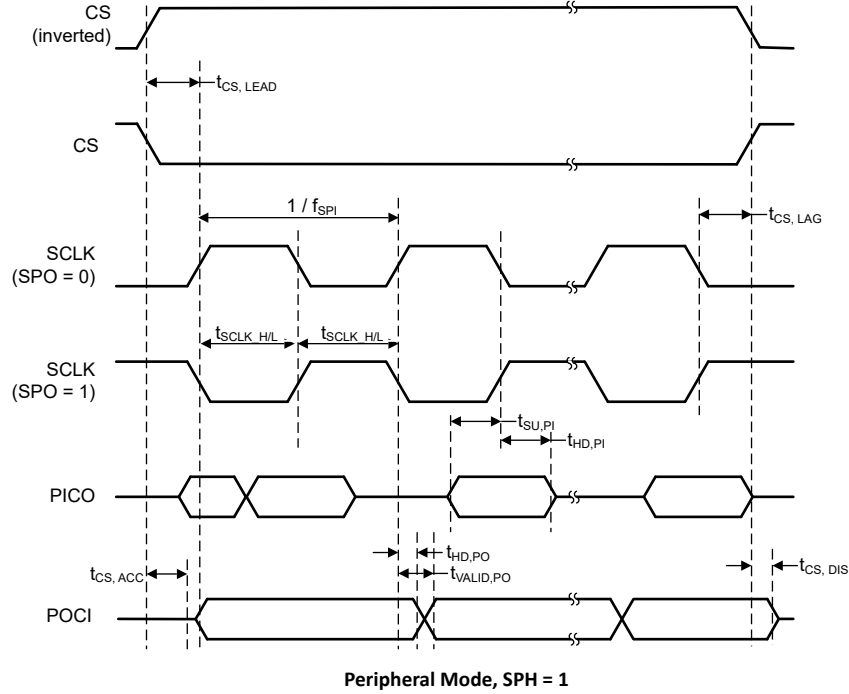 CS
(inverted)
tCS, LEAD
CS
1 / fSPI
tCS, LAG
SCLK
(SPO = 0)
tSCLK_H/L
tSCLK_H/L
SCLK
(SPO = 1)
tSU,PI
tHD,PI
PICO
tHD,PO
tVALID,PO
tCS, ACC
tCS, DIS
POCI
Peripheral Mode, SPH = 1